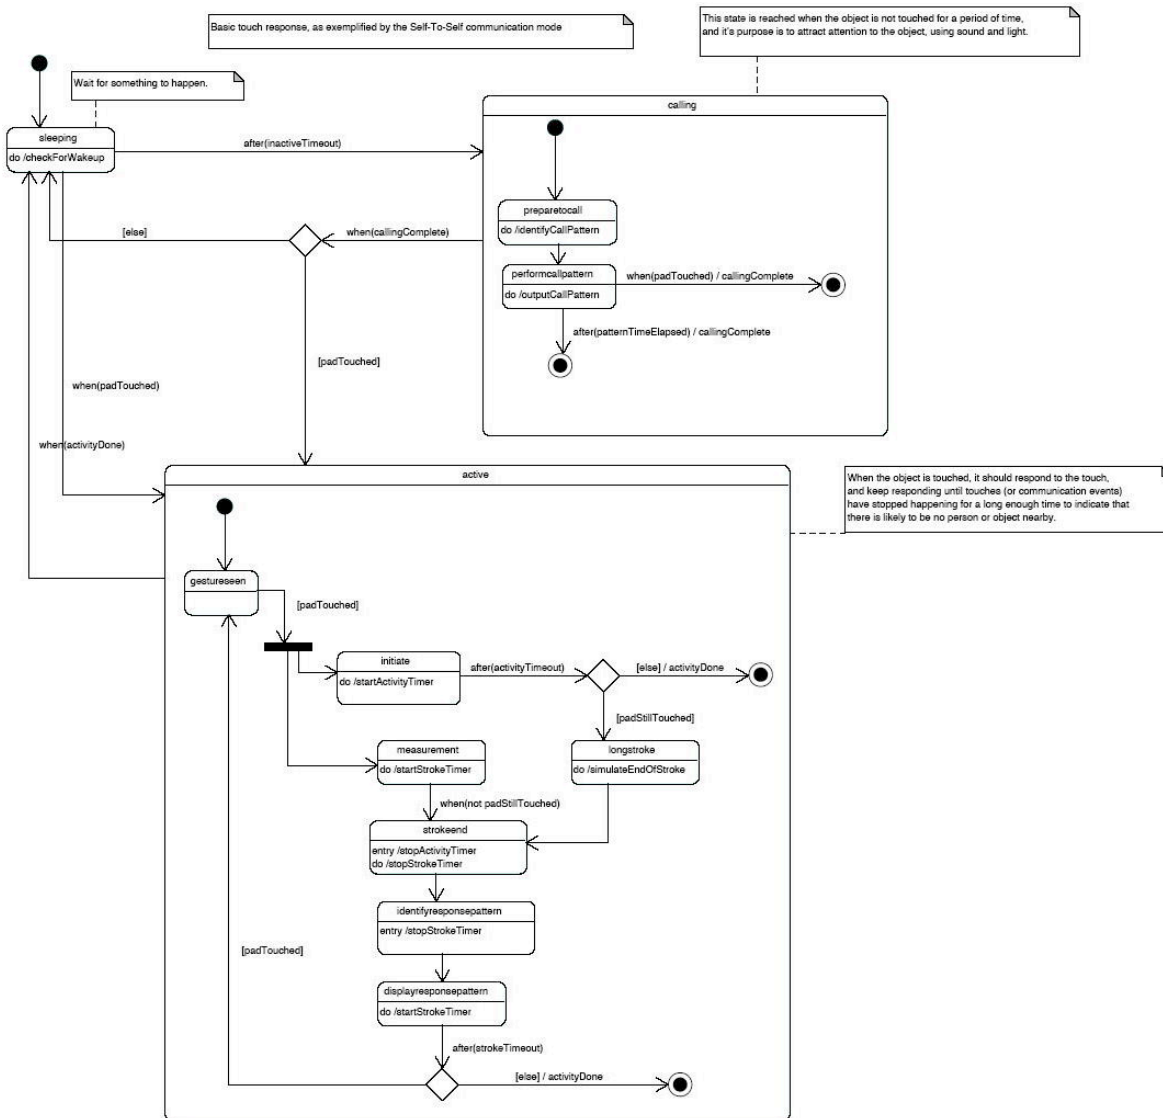 Basic touch response, as exemplified by the Self-To-Self communication mode
This state is reached when the object is not touched for a period of time,
and it's purpose is to attract attention to the object, using sound and light.
Wait for something to happen.
calling
sleeping
do /checkForWakeup
after(inactiveTimeout)
preparetocall
do /identifyCallPattern
[else]
when(callingComplete)
performcallpattern
do /outputCallPattern
when(padTouched) / callingComplete
after(patternTimeElapsed) / callingComplete
[padTouched]
when(padTouched)
when(activityDone)
active
When the object is touched, it should respond to the touch,
and keep responding until touches (or communication events)
have stopped happening for a long enough time to indicate that
there is likely to be no person or object nearby.
gestureseen
[padTouched]
initiate
do /startActivityTimer
after(activityTimeout)
[else] / activityDone
[padStillTouched]
measurement
do /startStrokeTimer
longstroke
do /simulateEndOfStroke
when(not padStillTouched)
strokeend
entry /stopActivityTimer
do /stopStrokeTimer
identifyresponsepattern
entry /stopStrokeTimer
[padTouched]
displayresponsepattern
do /startStrokeTimer
after(strokeTimeout)
[else] / activityDone